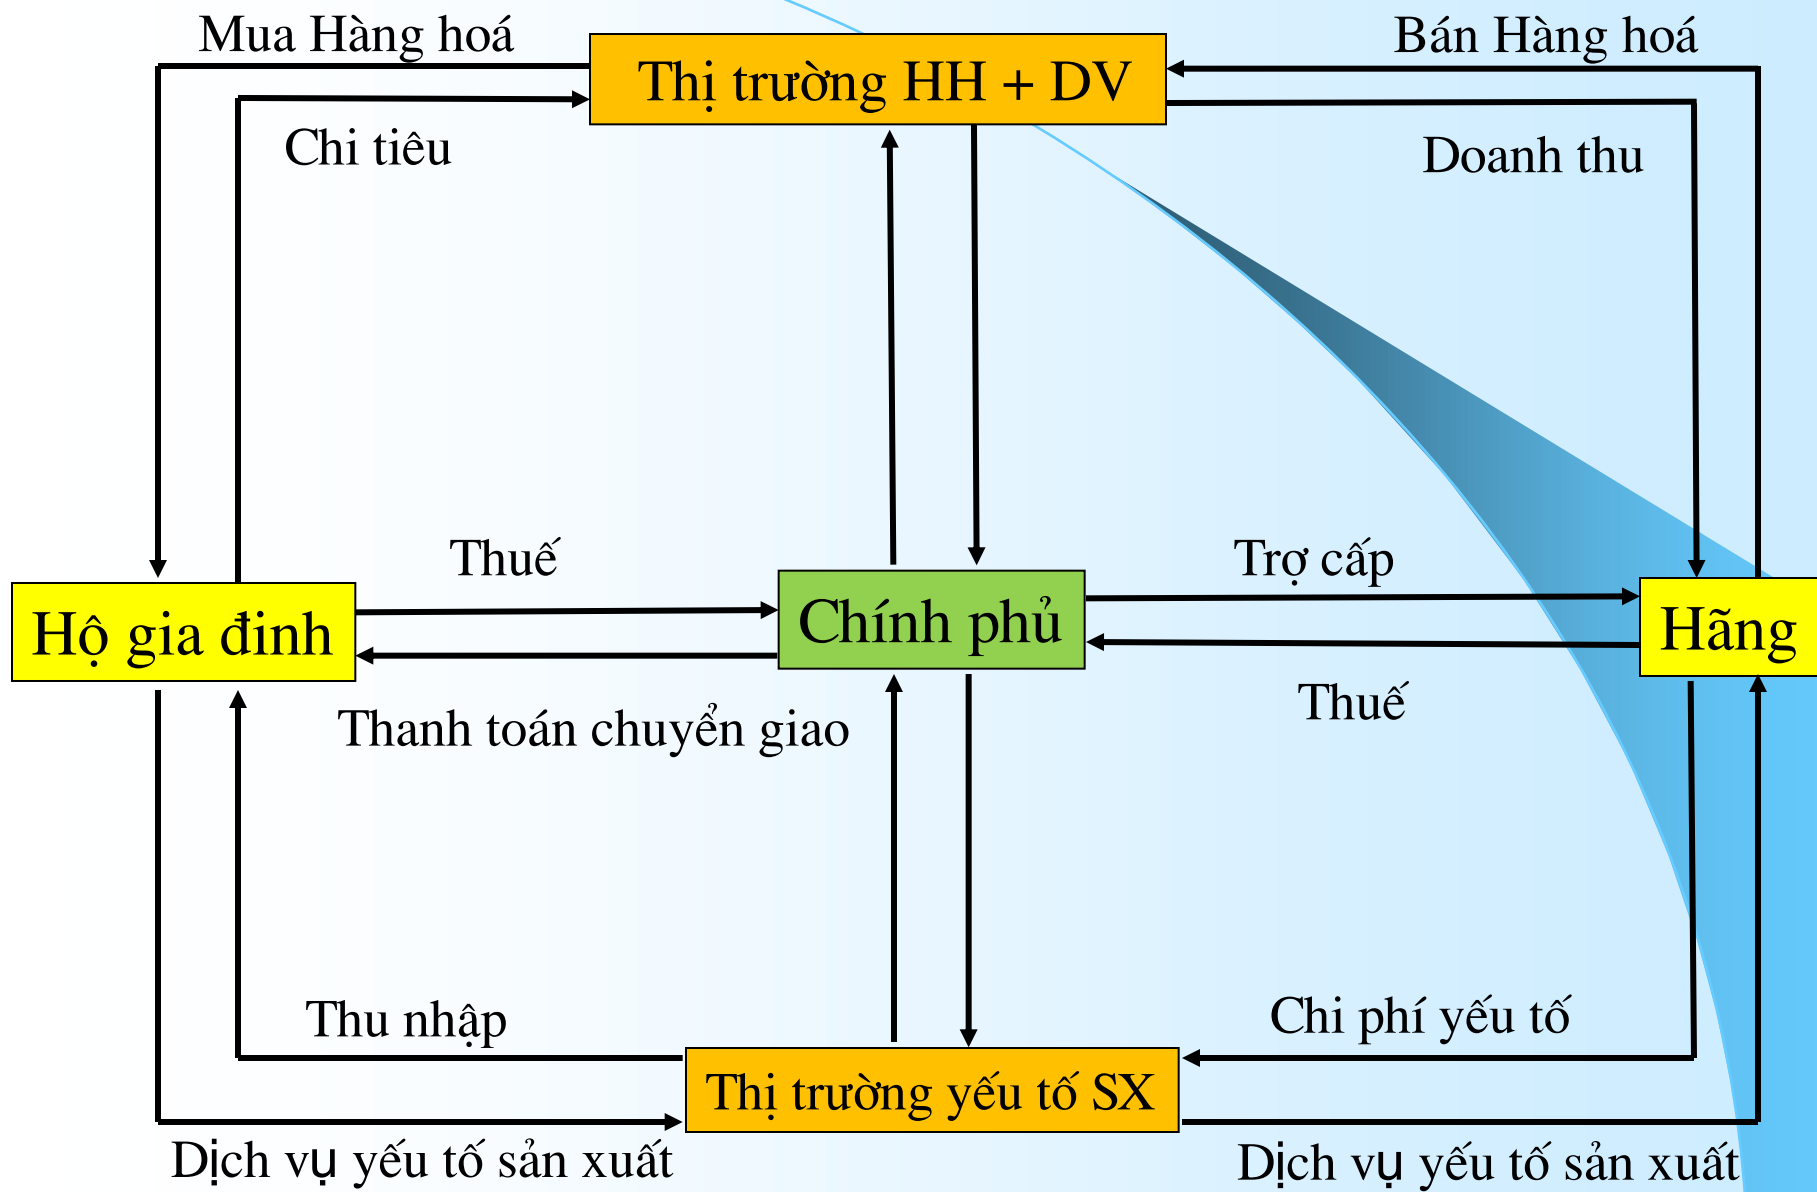 Mua Hàng hoá
Bán Hàng hoá
Thị trường HH + DV
Chi tiêu
Doanh thu
Thuế
Trợ cấp
Hộ gia đinh
Chính phủ
Hãng
Thanh toán chuyển giao
Thuế
Thu nhập
Chi phí yếu tố
Thị trường yếu tố SX
Dịch vụ yếu tố sản xuất
Dịch vụ yếu tố sản xuất